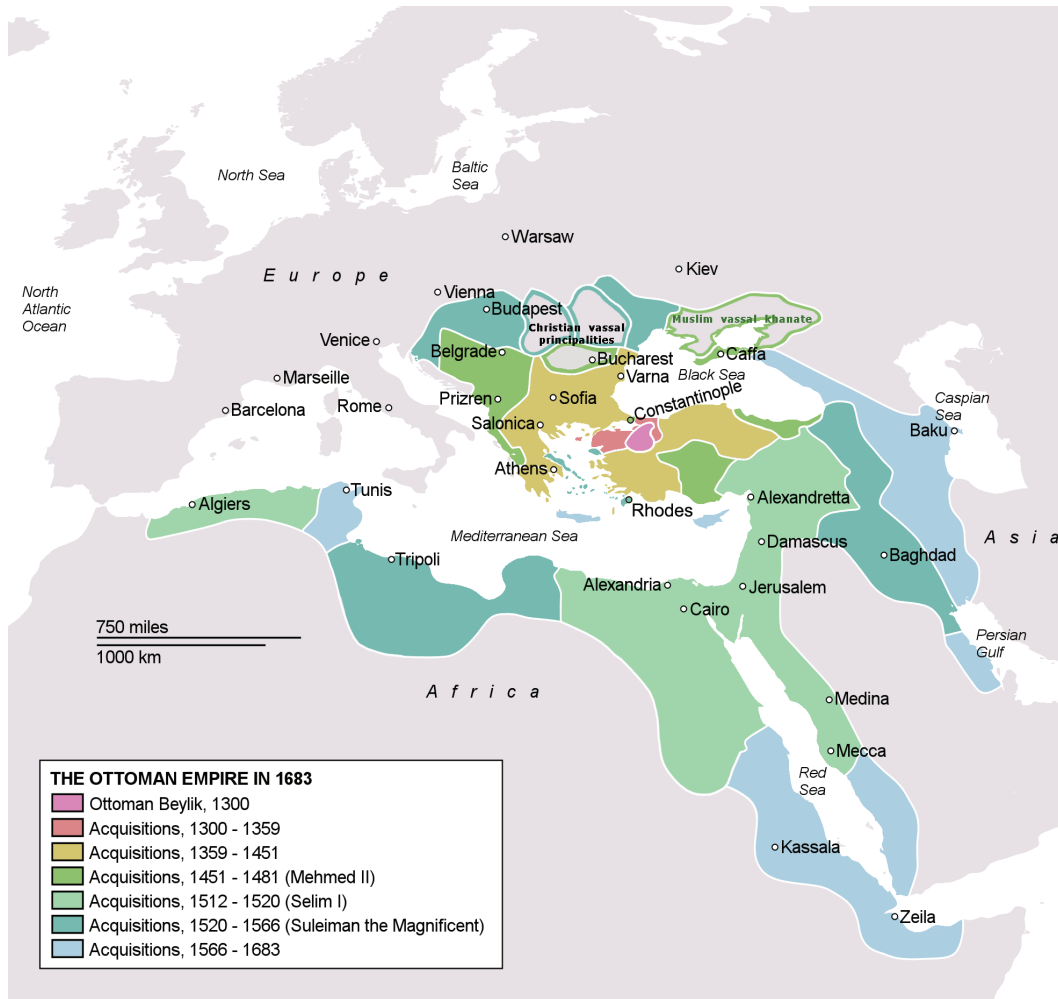 North Sea
Baltic
Sea
Warsaw
Europe
Kiev
North
Atlantic
Ocean
Vienna
Budapest
Muslim vassal khanate
Christian vassal
principalities
Venice
Belgrade
Bucharest
Caffa
Marseille
Varna
Black Sea
Barcelona
Rome
Prizren
Sofia
Constantinople
Caspian
Sea
Salonica
Baku
Athens
Tunis
Algiers
Alexandretta
Rhodes
Mediterranean Sea
Damascus
Asia
Tripoli
Baghdad
Alexandria
Jerusalem
Cairo
750 miles
1000 km
Persian
Gulf
Africa
Medina
Mecca
Red
Sea
Kassala
Zeila
THE OTTOMAN EMPIRE IN 1683
Ottoman Beylik, 1300
Acquisitions, 1300 - 1359
Acquisitions, 1359 - 1451
Acquisitions, 1451 - 1481 (Mehmed II)
Acquisitions, 1512 - 1520 (Selim I)
Acquisitions, 1520 - 1566 (Suleiman the Magnificent)
Acquisitions, 1566 - 1683